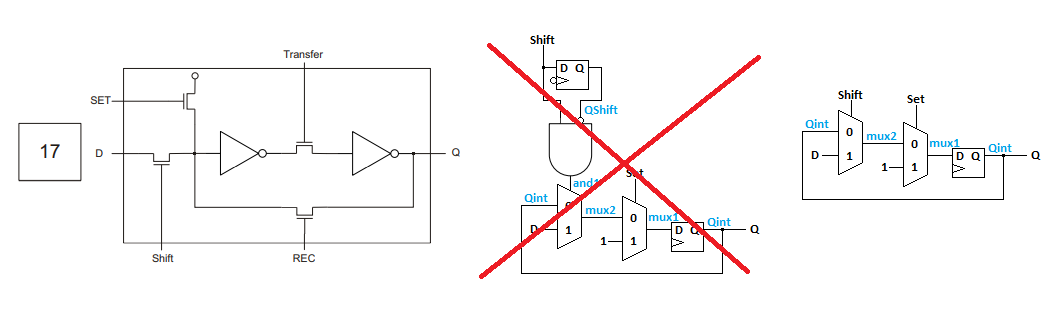 17
Transfer
SET
D
Q
Shift
REC
Shift
D Q
QShift
and1
Qint
0
mux2
D
1
Set
0
mux1
1
1
D Q
Qint
Q
Shift
Set
Qint
0
mux2
D
1
0
mux1
1
1
D Q
Qint
Q